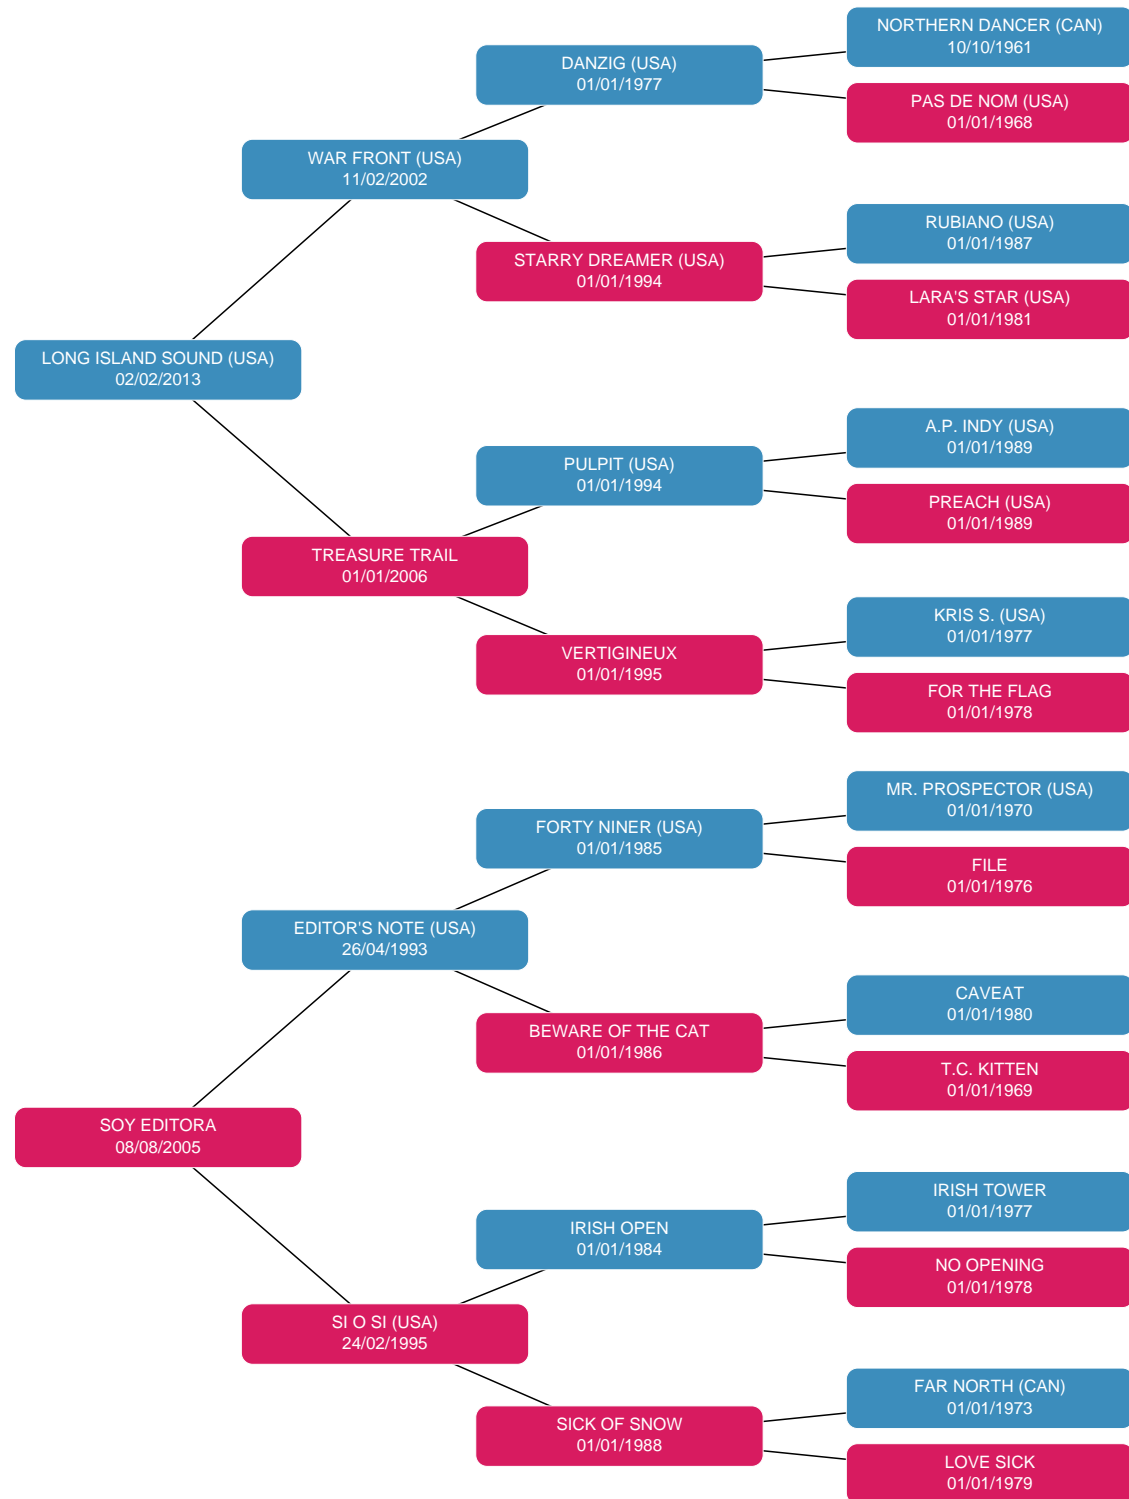 NORTHERN DANCER (CAN)
10/10/1961
DANZIG (USA)
01/01/1977
PAS DE NOM (USA)
01/01/1968
WAR FRONT (USA)
11/02/2002
RUBIANO (USA)
01/01/1987
STARRY DREAMER (USA)
01/01/1994
LARA'S STAR (USA)
01/01/1981
LONG ISLAND SOUND (USA)
02/02/2013
A.P. INDY (USA)
01/01/1989
PULPIT (USA)
01/01/1994
PREACH (USA)
01/01/1989
TREASURE TRAIL
01/01/2006
KRIS S. (USA)
01/01/1977
VERTIGINEUX
01/01/1995
FOR THE FLAG
01/01/1978
MR. PROSPECTOR (USA)
01/01/1970
FORTY NINER (USA)
01/01/1985
FILE
01/01/1976
EDITOR'S NOTE (USA)
26/04/1993
CAVEAT
01/01/1980
BEWARE OF THE CAT
01/01/1986
T.C. KITTEN
01/01/1969
SOY EDITORA
08/08/2005
IRISH TOWER
01/01/1977
IRISH OPEN
01/01/1984
NO OPENING
01/01/1978
SI O SI (USA)
24/02/1995
FAR NORTH (CAN)
01/01/1973
SICK OF SNOW
01/01/1988
LOVE SICK
01/01/1979